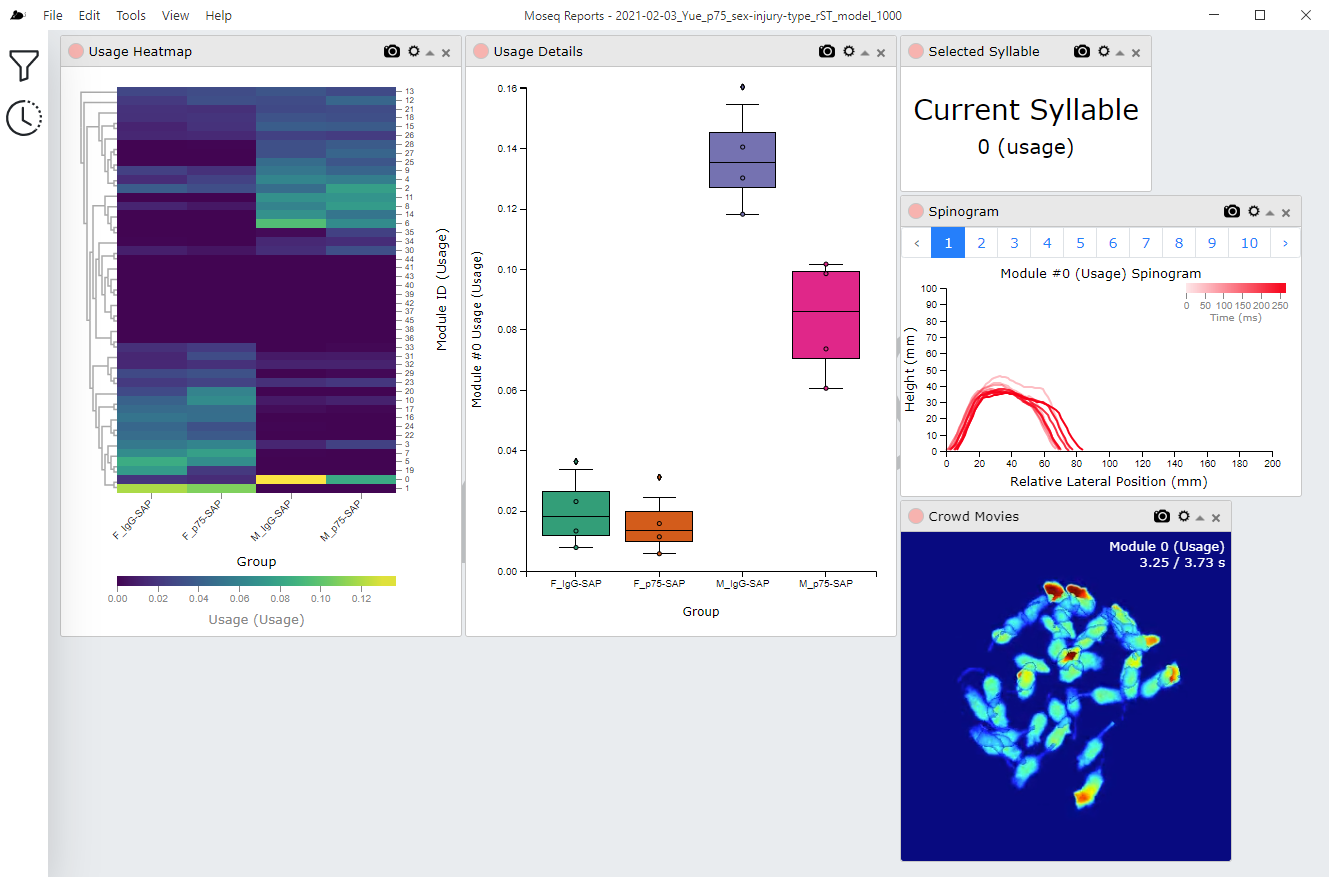 File Edit Tools View Help
Moseq Reports - 2021-02-03_Yue_p75_sex-injury-type_rST_model_1000
Usage Heatmap
13
12
21
18
15
26
28
27
25
9
4
2
11
8
14
6
35
34
30
44
41
43
40
39
42
37
45
38
36
33
31
32
29
23
20
10
17
16
24
22
3
7
5
19
0
1
Module ID (Usage)
F_IgG-SAP F_p75-SAP M_IgG-SAP M_p75-SAP
Group
0.00 0.02 0.04 0.06 0.08 0.10 0.12
Usage (Usage)
Usage Details
0.16
0.14
0.12
0.10
0.08
0.06
0.04
0.02
0.00
Module #0 Usage (Usage)
F_IgG-SAP F_p75-SAP M_IgG-SAP M_p75-SAP
Group
Selected Syllable
Current Syllable
0 (usage)
Spinogram
‹ 1 2 3 4 5 6 7 8 9 10 ›
Module #0 (Usage) Spinogram
0 50 100 150 200 250
Time (ms)
100
90
80
70
60
50
40
30
20
10
0
Height (mm)
0 20 40 60 80 100 120 140 160 180 200
Relative Lateral Position (mm)
Crowd Movies
Module 0 (Usage)
3.25 / 3.73 s